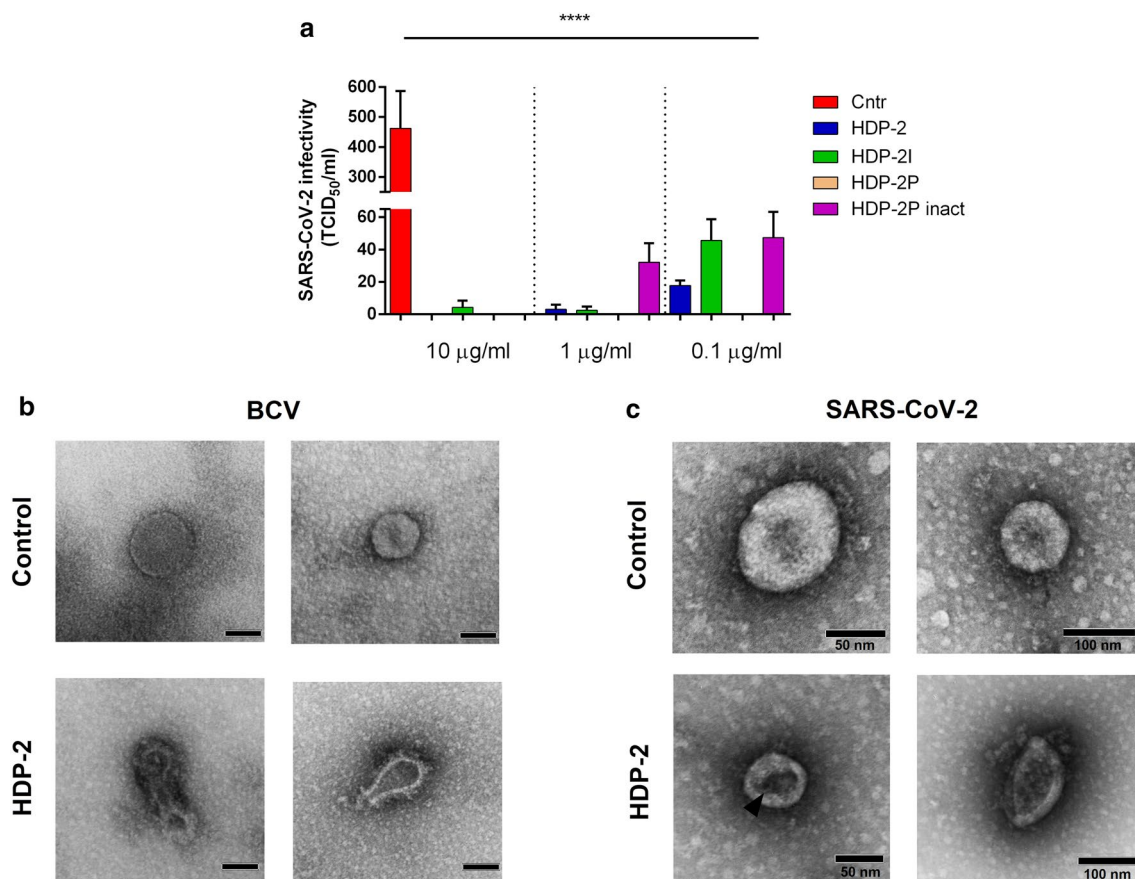 a
****
SARS-CoV-2 infectivity
(TCID50/ml)
600
500
400
300
60
40
20
0
10 μg/ml
1 μg/ml
0.1 μg/ml
Cntr
HDP-2
HDP-2I
HDP-2P
HDP-2P inact
b
BCV
Control
HDP-2
c
SARS-CoV-2
Control
50 nm
100 nm
HDP-2
50 nm
100 nm